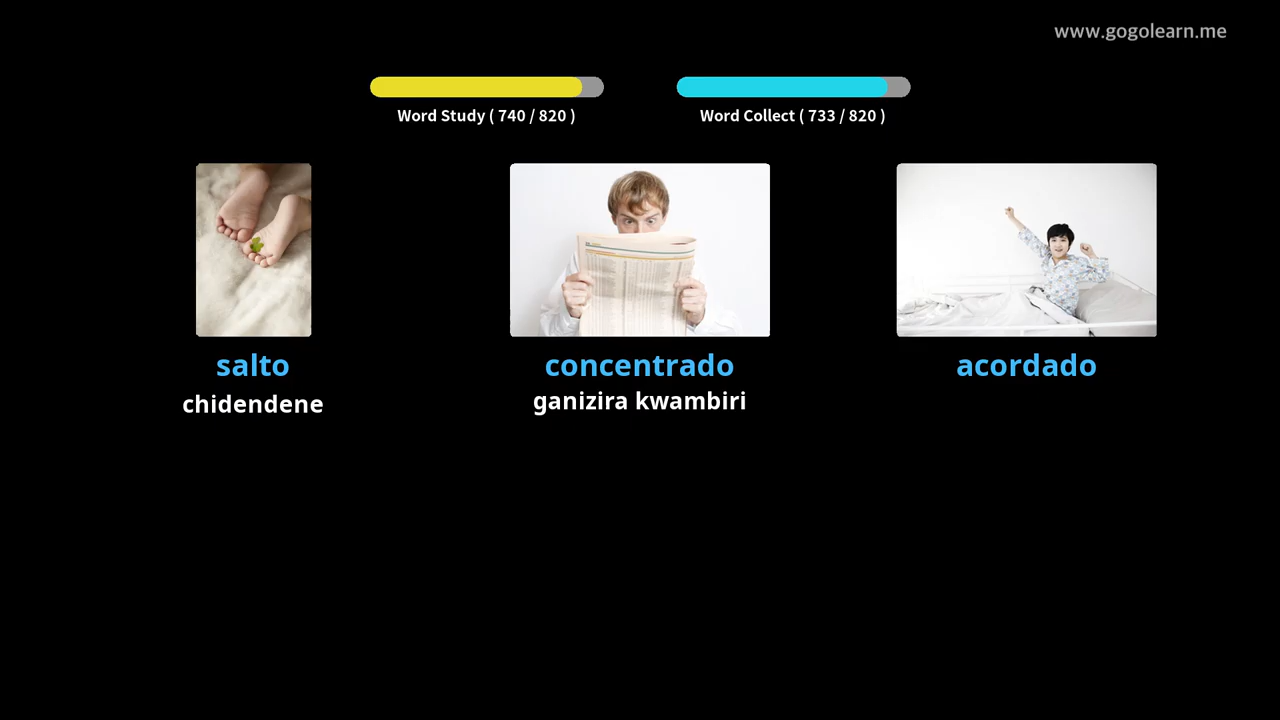 www.gogolearn.me
Word Study ( 740 / 820 )
Word Collect ( 733 / 820 )
salto
chidendene
concentrado
ganizira kwambiri
acordado